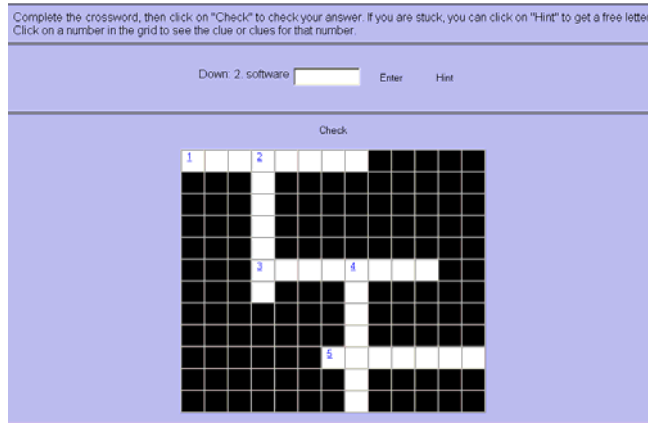 Complete the crossword, then click on "Check" to check your answer. If you are stuck, you can click on "Hint" to get a free letter
Click on a number in the grid to see the clue or clues for that number.
Down: 2. software Enter Hint
Check
1 2
3 4
5